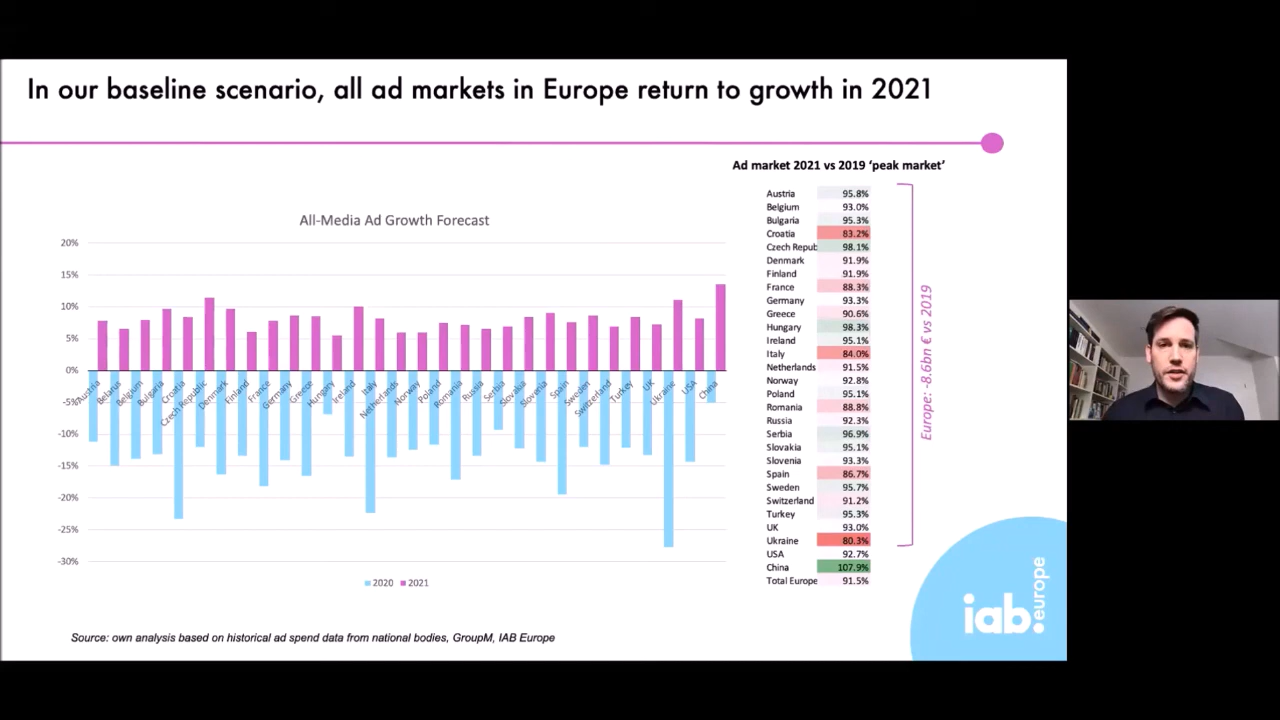 In our baseline scenario, all ad markets in Europe return to growth in 2021
Ad market 2021 vs 2019 ‘peak market’
All-Media Ad Growth Forecast
20%
15%
10%
5%
0%
-5%
-10%
-15%
-20%
-25%
-30%
Austria
Belarus
Belgium
Bulgaria
Croatia
Czech Republic
Denmark
Finland
France
Germany
Greece
Hungary
Ireland
Italy
Netherlands
Norway
Poland
Romania
Russia
Serbia
Slovakia
Slovenia
Spain
Sweden
Switzerland
Turkey
UK
Ukraine
USA
China
2020 2021
Austria 95.8%
Belgium 93.0%
Bulgaria 95.3%
Croatia 83.2%
Czech Repub 98.1%
Denmark 91.9%
Finland 91.9%
France 88.3%
Germany 93.3%
Greece 90.6%
Hungary 98.3%
Ireland 95.1%
Italy 84.0%
Netherlands 91.5%
Norway 92.8%
Poland 95.1%
Romania 88.8%
Russia 92.3%
Serbia 96.9%
Slovakia 95.1%
Slovenia 93.3%
Spain 86.7%
Sweden 95.7%
Switzerland 91.2%
Turkey 95.3%
UK 93.0%
Ukraine 80.3%
USA 92.7%
China 107.9%
Total Europe 91.5%
Europe: -8.6bn € vs 2019
Source: own analysis based on historical ad spend data from national bodies, GroupM, IAB Europe
iab.
europe